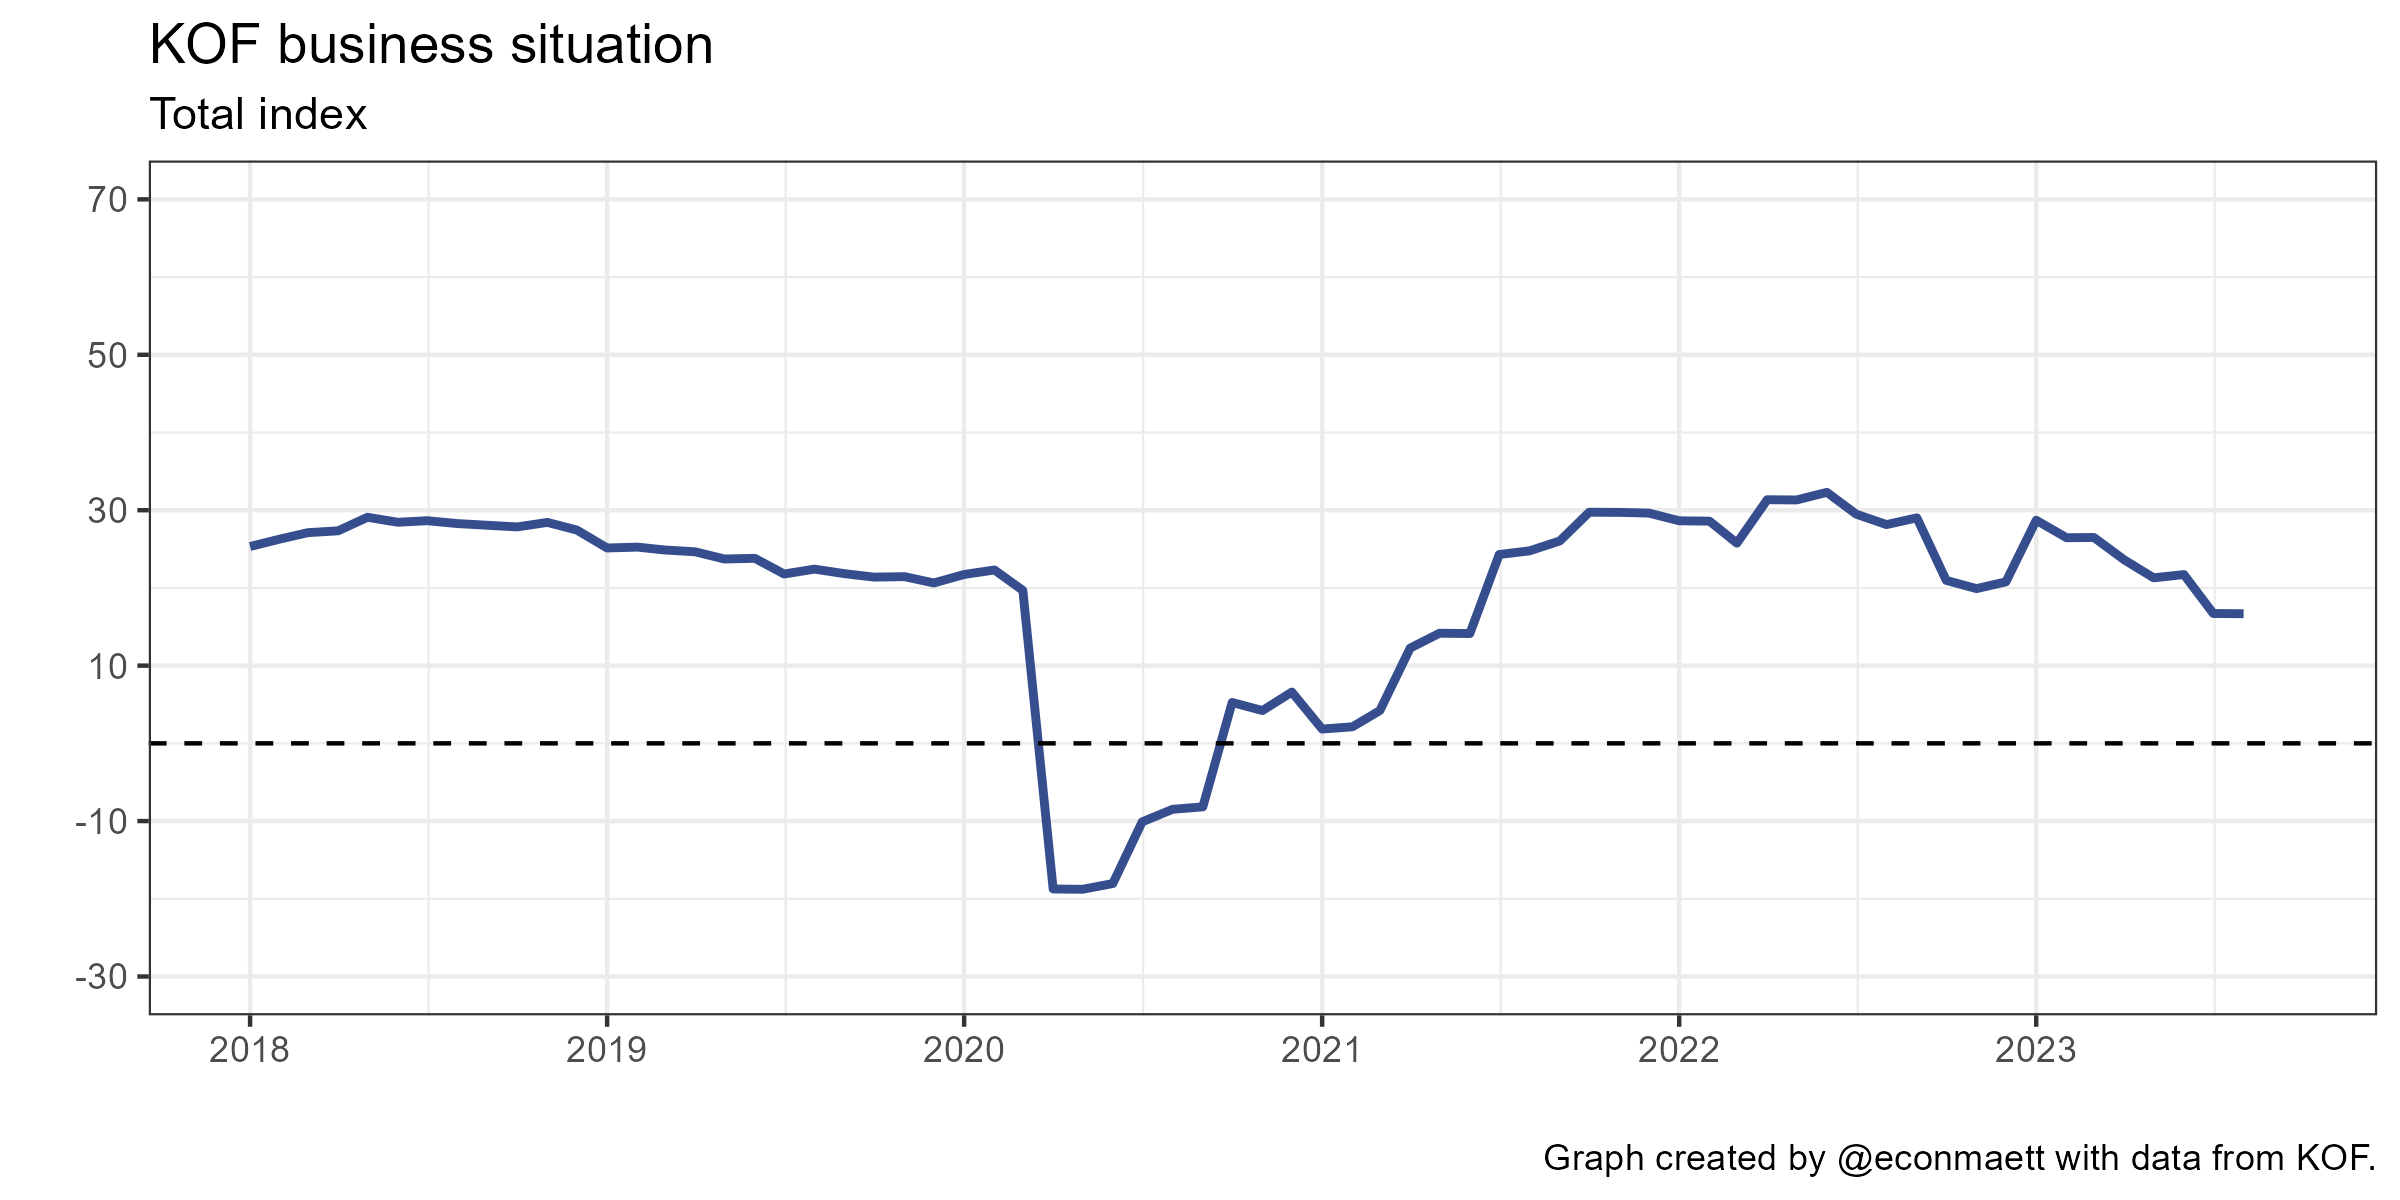 KOF business situation
Total index
70
50
30
10
-10
-30
2018 2019 2020 2021 2022 2023
Graph created by @econmaett with data from KOF.